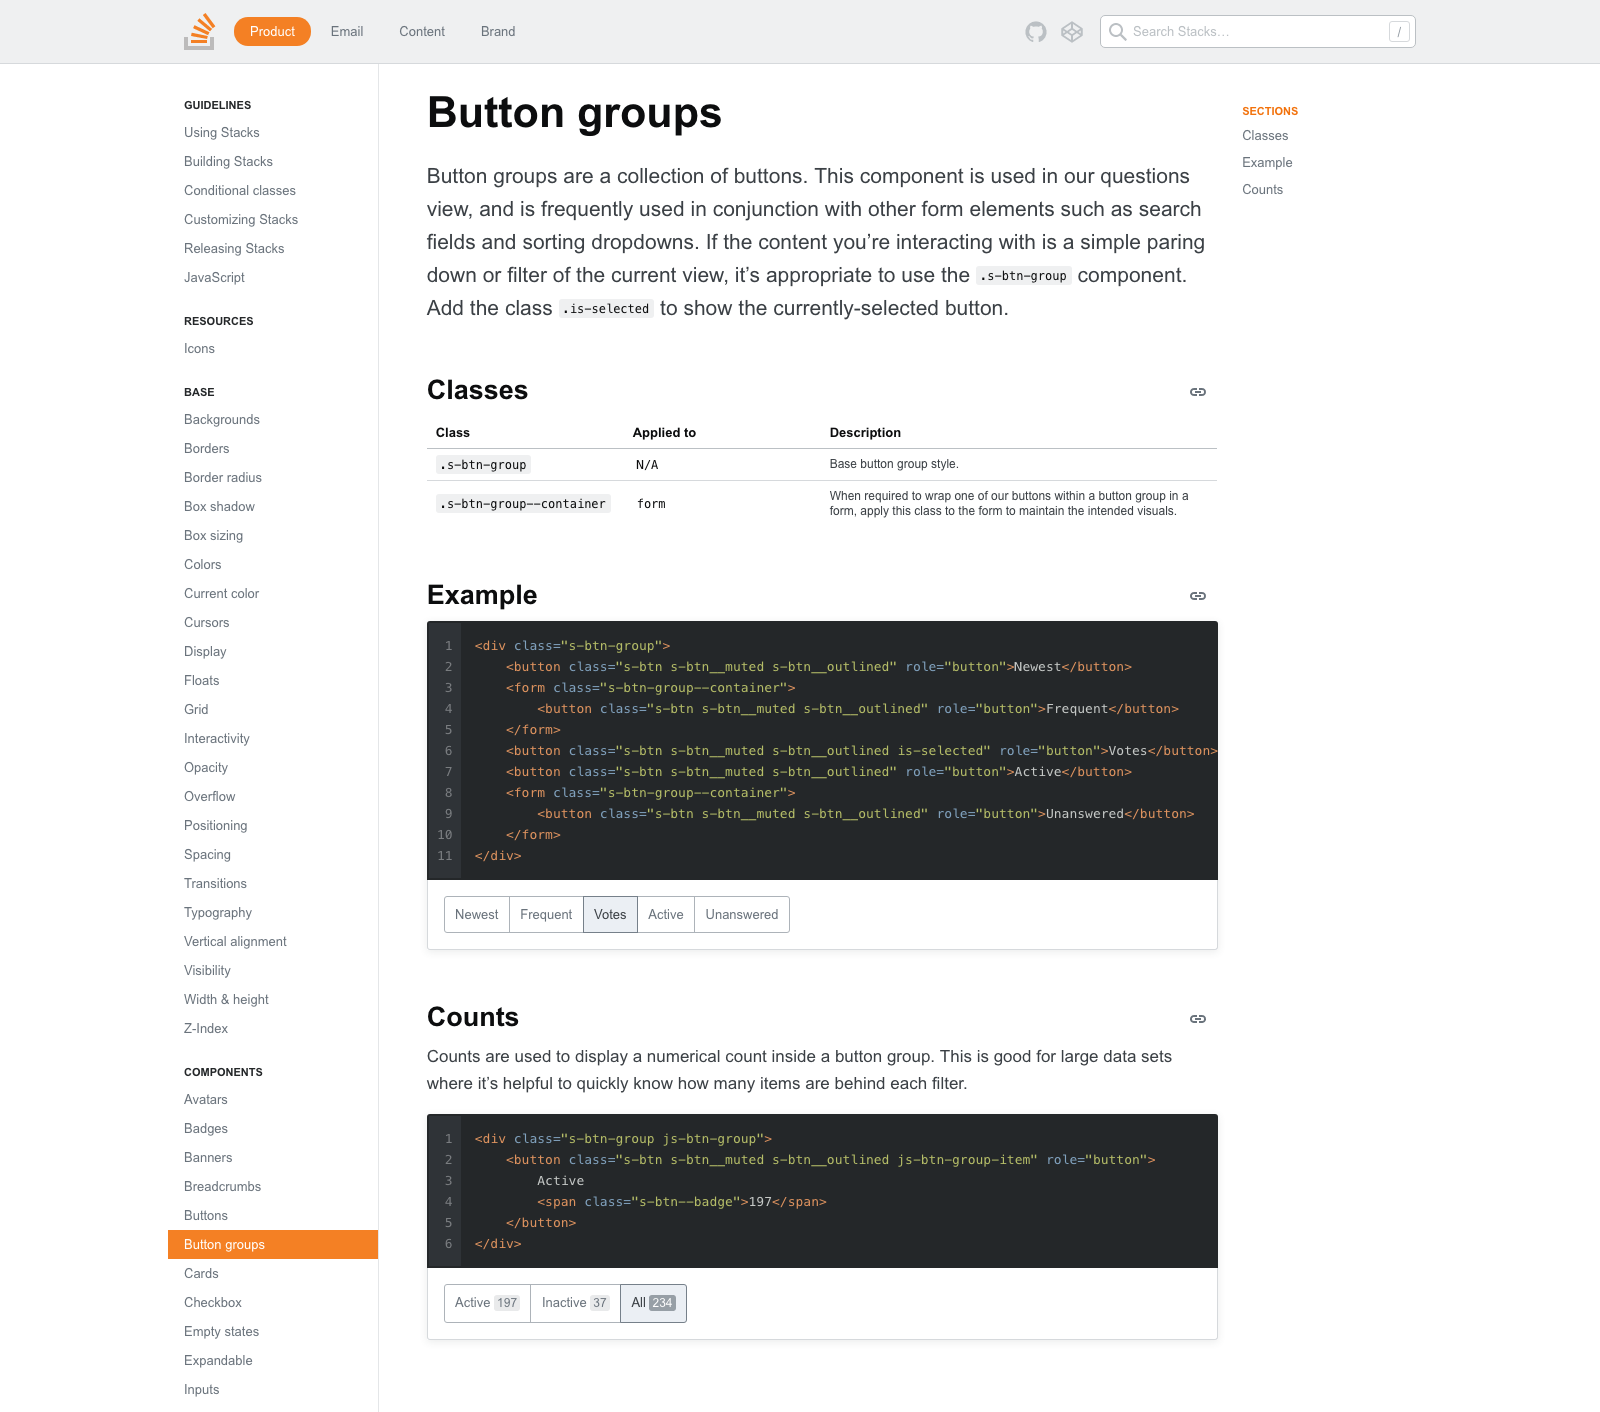 Product
Email
Content
Brand
Search Stacks…
/
GUIDELINES
Using Stacks
Building Stacks
Conditional classes
Customizing Stacks
Releasing Stacks
JavaScript
RESOURCES
Icons
BASE
Backgrounds
Borders
Border radius
Box shadow
Box sizing
Colors
Current color
Cursors
Display
Floats
Grid
Interactivity
Opacity
Overflow
Positioning
Spacing
Transitions
Typography
Vertical alignment
Visibility
Width & height
Z-Index
COMPONENTS
Avatars
Badges
Banners
Breadcrumbs
Buttons
Button groups
Cards
Checkbox
Empty states
Expandable
Inputs
Button groups
Button groups are a collection of buttons. This component is used in our questions
view, and is frequently used in conjunction with other form elements such as search
fields and sorting dropdowns. If the content you’re interacting with is a simple paring
down or filter of the current view, it’s appropriate to use the .s-btn-group component.
Add the class .is-selected to show the currently-selected button.
Classes
Class Applied to Description
.s-btn-group N/A Base button group style.
.s-btn-group--container form When required to wrap one of our buttons within a button group in a
form, apply this class to the form to maintain the intended visuals.
Example
1 <div class="s-btn-group">
2 <button class="s-btn s-btn__muted s-btn__outlined" role="button">Newest</button>
3 <form class="s-btn-group--container">
4 <button class="s-btn s-btn__muted s-btn__outlined" role="button">Frequent</button>
5 </form>
6 <button class="s-btn s-btn__muted s-btn__outlined is-selected" role="button">Votes</button>
7 <button class="s-btn s-btn__muted s-btn__outlined" role="button">Active</button>
8 <form class="s-btn-group--container">
9 <button class="s-btn s-btn__muted s-btn__outlined" role="button">Unanswered</button>
10 </form>
11 </div>
Newest Frequent Votes Active Unanswered
Counts
Counts are used to display a numerical count inside a button group. This is good for large data sets
where it’s helpful to quickly know how many items are behind each filter.
1 <div class="s-btn-group js-btn-group">
2 <button class="s-btn s-btn__muted s-btn__outlined js-btn-group-item" role="button">
3 Active
4 <span class="s-btn--badge">197</span>
5 </button>
6 </div>
Active 197 Inactive 37 All 234
SECTIONS
Classes
Example
Counts